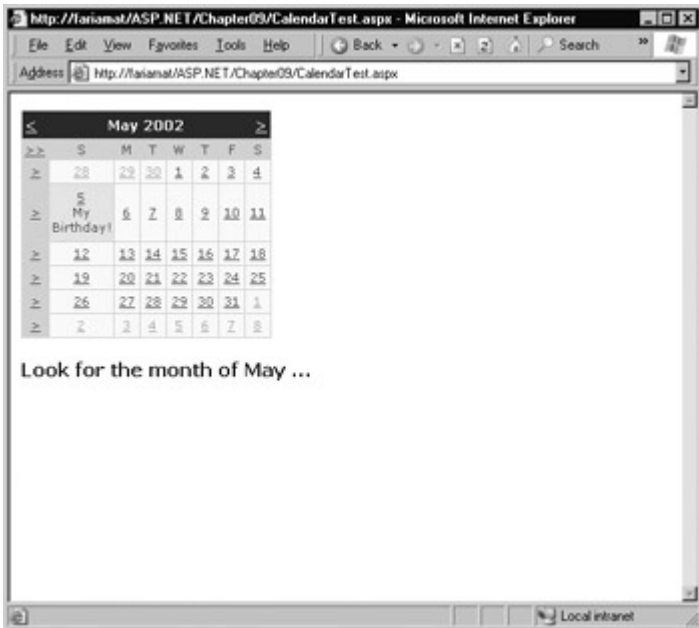 http://fariamat/ASP.NET/Chapter09/CalendarTest.aspx - Microsoft Internet Explorer
File Edit View Favorites Tools Help Back Search »
Address http://fariamat/ASP.NET/Chapter09/CalendarTest.aspx
< May 2002 >
>> S M T W T F S
> 28 29 30 1 2 3 4
> 5 My Birthday! 6 7 8 9 10 11
> 12 13 14 15 16 17 18
> 19 20 21 22 23 24 25
> 26 27 28 29 30 31 1
> 2 3 4 5 6 7 8
Look for the month of May ...
Local intranet